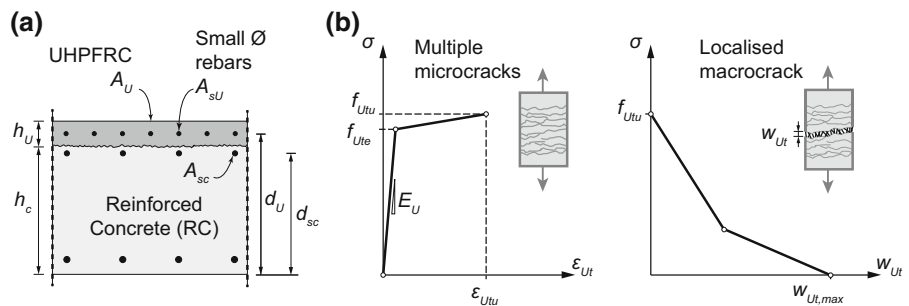 (a)
UHPFRC
A_U
Small Ø
rebars
A_sU
h_U
h_c
A_sc
Reinforced
Concrete (RC)
d_U
d_sc
(b)
σ
Multiple
microcracks
f_Utu
f_Ute
E_U
ε_Utu
ε_Ut
σ
Localised
macrocrack
f_Utu
w_Ut
w_Ut,max
w_Ut